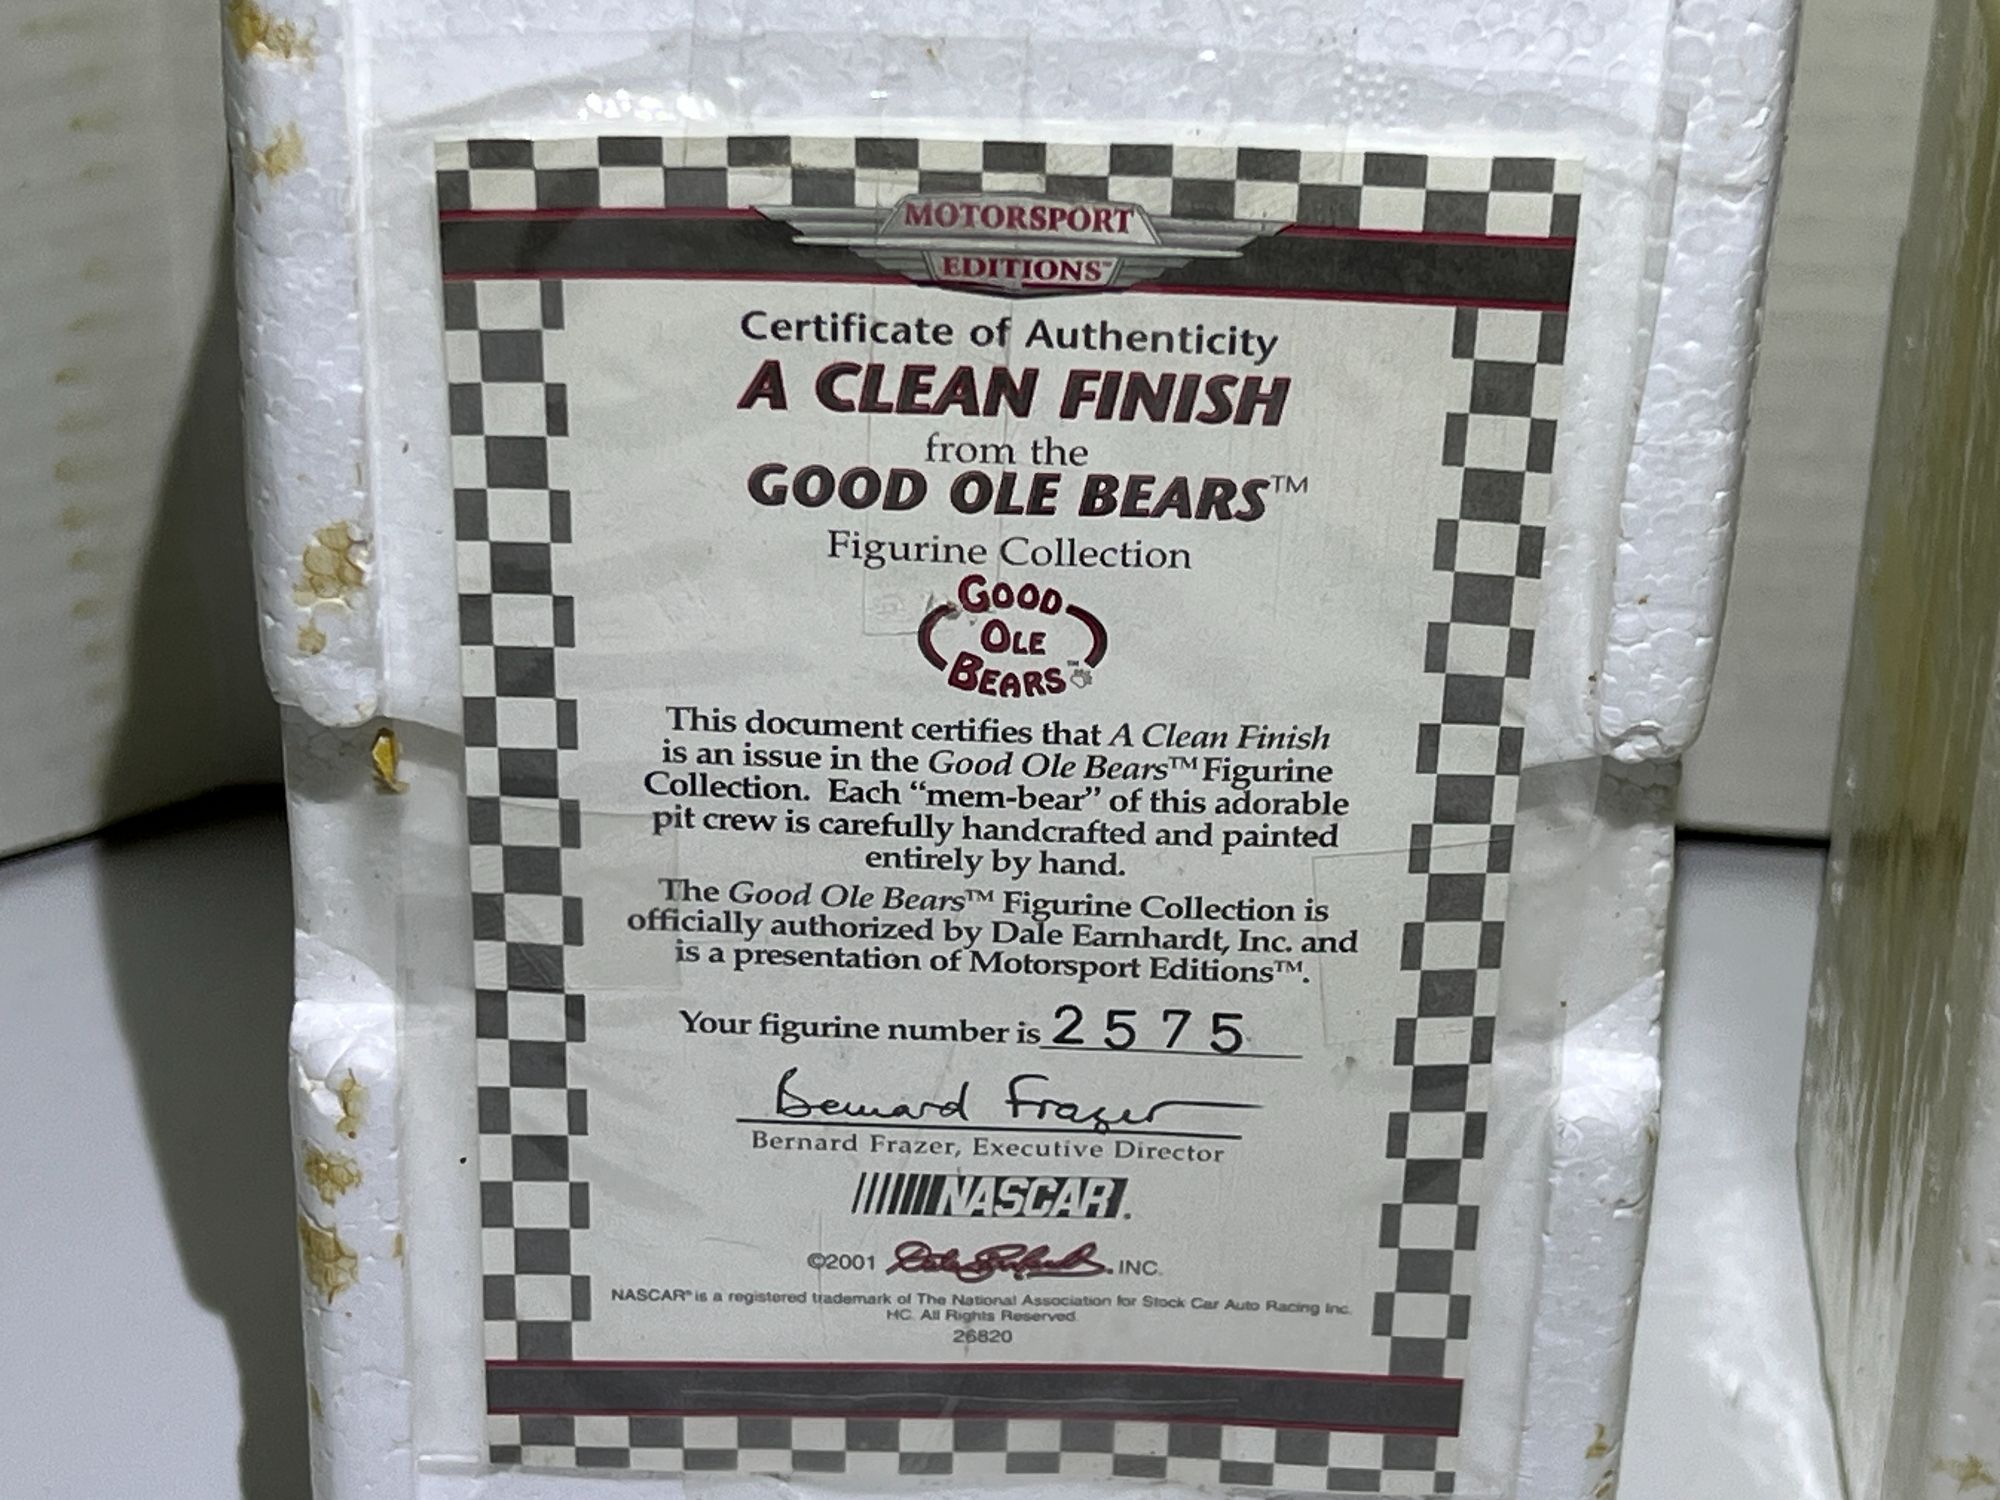 MOTORSPORT
EDITIONS™
Certificate of Authenticity
A CLEAN FINISH
from the
GOOD OLE BEARS™
Figurine Collection
GOOD
OLE
BEARS™
This document certifies that A Clean Finish
is an issue in the Good Ole Bears™ Figurine
Collection. Each “mem-bear” of this adorable
pit crew is carefully handcrafted and painted
entirely by hand.
The Good Ole Bears™ Figurine Collection is
officially authorized by Dale Earnhardt, Inc. and
is a presentation of Motorsport Editions™.
Your figurine number is 2575
Bernard Frazer
Bernard Frazer, Executive Director
NASCAR.
©2001 Dale Earnhardt. INC.
NASCAR® is a registered trademark of The National Association for Stock Car Auto Racing Inc.
HC. All Rights Reserved.
26820